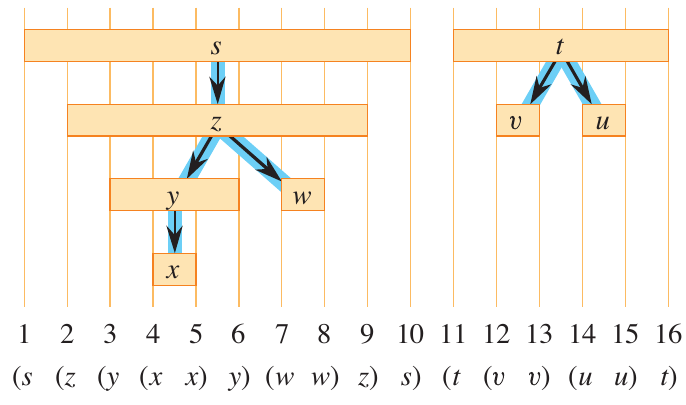 s t
z v u
y w
x
1 2 3 4 5 6 7 8 9 10 11 12 13 14 15 16
(s (z (y (x x) y) (w w) z) s) (t (v v) (u u) t)